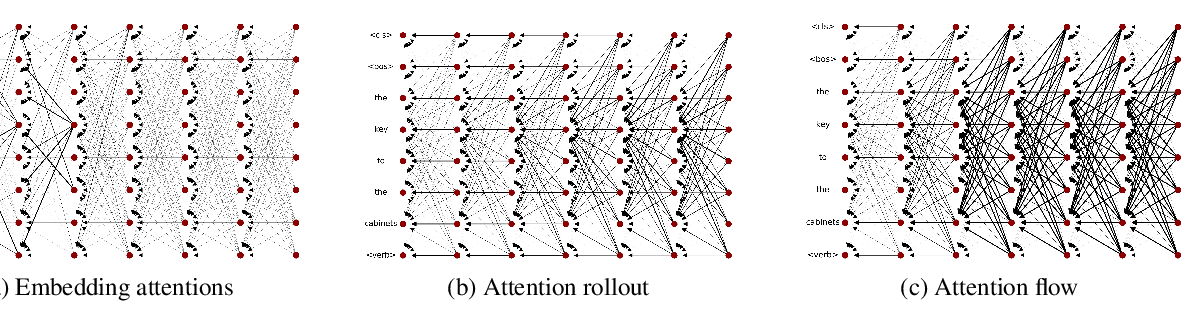 <cls>
<bos>
the
key
to
the
cabinets
<verb>
<cls>
<bos>
the
key
to
the
cabinets
<verb>
) Embedding attentions
(b) Attention rollout
(c) Attention flow